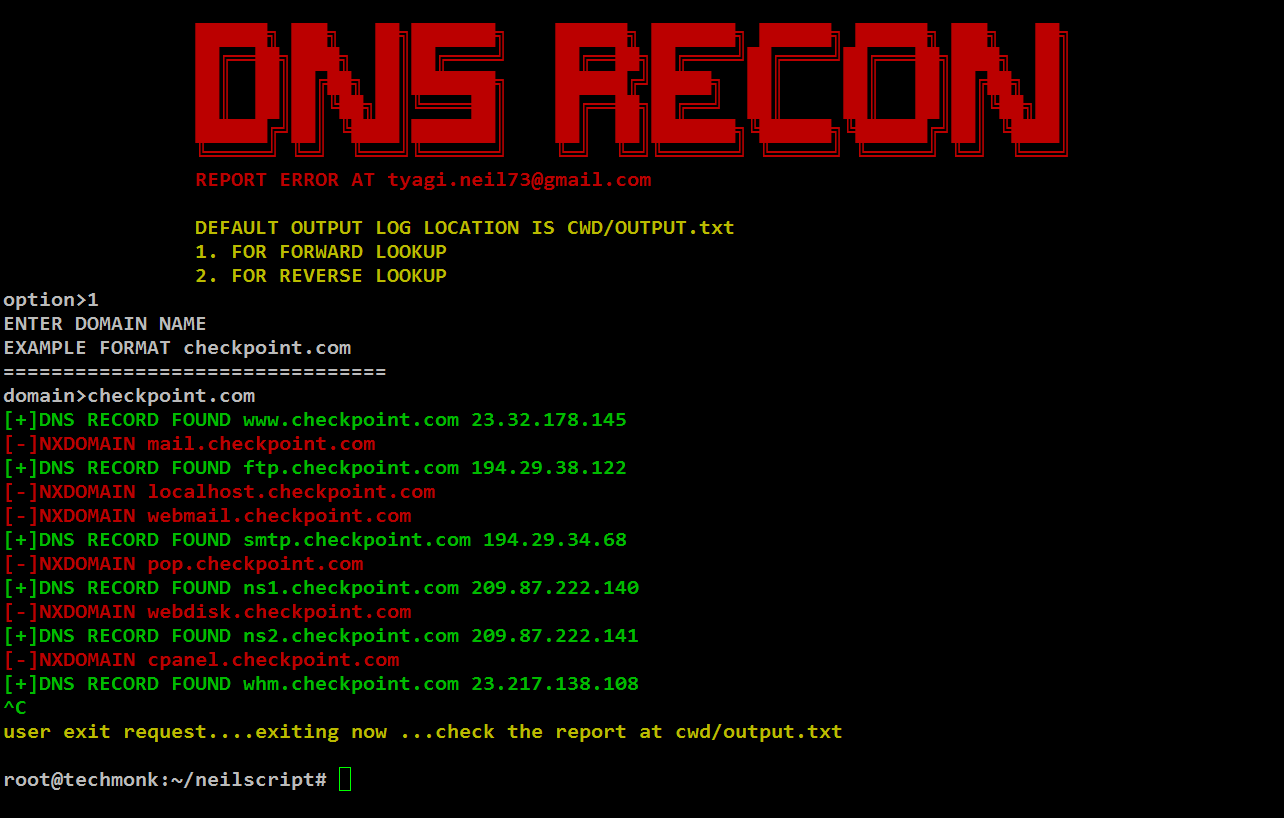 DNS RECON
REPORT ERROR AT tyagi.neil73@gmail.com
DEFAULT OUTPUT LOG LOCATION IS CWD/OUTPUT.txt
1. FOR FORWARD LOOKUP
2. FOR REVERSE LOOKUP
option>1
ENTER DOMAIN NAME
EXAMPLE FORMAT checkpoint.com
================================
domain>checkpoint.com
[+]DNS RECORD FOUND www.checkpoint.com 23.32.178.145
[-]NXDOMAIN mail.checkpoint.com
[+]DNS RECORD FOUND ftp.checkpoint.com 194.29.38.122
[-]NXDOMAIN localhost.checkpoint.com
[-]NXDOMAIN webmail.checkpoint.com
[+]DNS RECORD FOUND smtp.checkpoint.com 194.29.34.68
[-]NXDOMAIN pop.checkpoint.com
[+]DNS RECORD FOUND ns1.checkpoint.com 209.87.222.140
[-]NXDOMAIN webdisk.checkpoint.com
[+]DNS RECORD FOUND ns2.checkpoint.com 209.87.222.141
[-]NXDOMAIN cpanel.checkpoint.com
[+]DNS RECORD FOUND whm.checkpoint.com 23.217.138.108
^C
user exit request....exiting now ...check the report at cwd/output.txt
root@techmonk:~/neilscript#